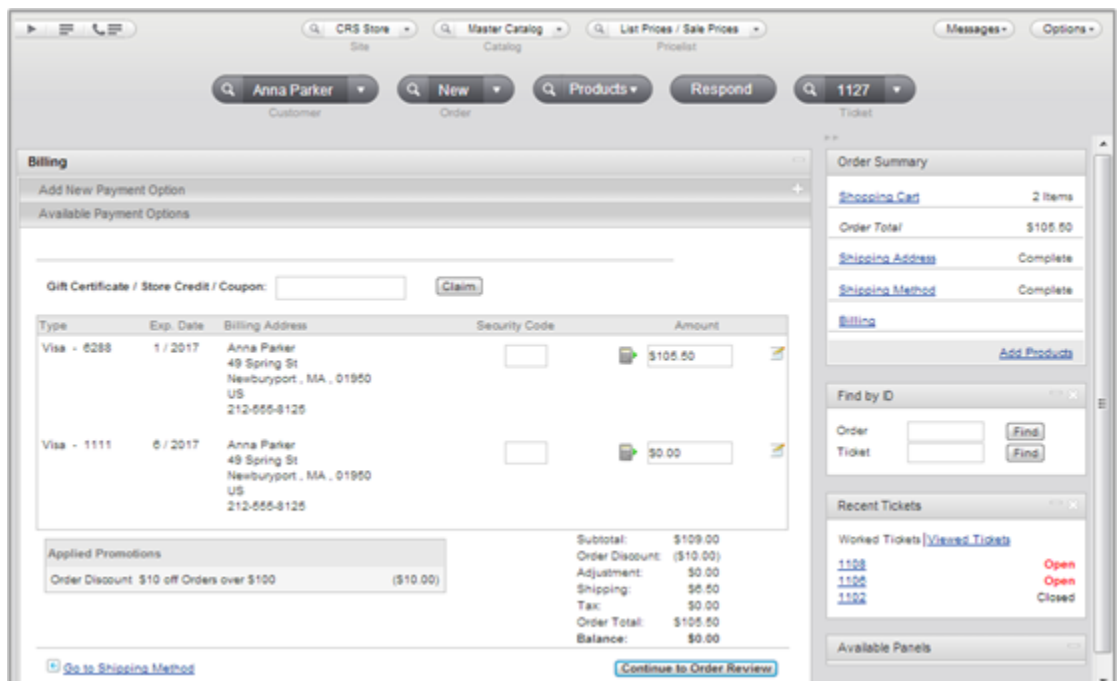 CRS Store
Master Catalog
List Prices / Sale Prices
Messages
Options
Site
Catalog
Pricelist
Anna Parker
New
Products
Respond
1127
Customer
Order
Ticket
Billing
Add New Payment Option
Available Payment Options
Gift Certificate / Store Credit / Coupon:
Claim
Type Exp. Date Billing Address Security Code Amount
Visa - 6288 1 / 2017 Anna Parker $105.50
49 Spring St
Newburyport , MA , 01950
US
212-555-8125
Visa - 1111 6 / 2017 Anna Parker $0.00
49 Spring St
Newburyport , MA , 01950
US
212-555-8125
Applied Promotions
Order Discount $10 off Orders over $100 ($10.00)
Subtotal: $109.00
Order Discount: ($10.00)
Adjustment: $0.00
Shipping: $6.50
Tax: $0.00
Order Total: $105.50
Balance: $0.00
Go to Shipping Method
Continue to Order Review
Order Summary
Shopping Cart 2 Items
Order Total $105.50
Shipping Address Complete
Shipping Method Complete
Billing
Add Products
Find by ID
Order Find
Ticket Find
Recent Tickets
Worked Tickets | Viewed Tickets
1108 Open
1106 Open
1102 Closed
Available Panels